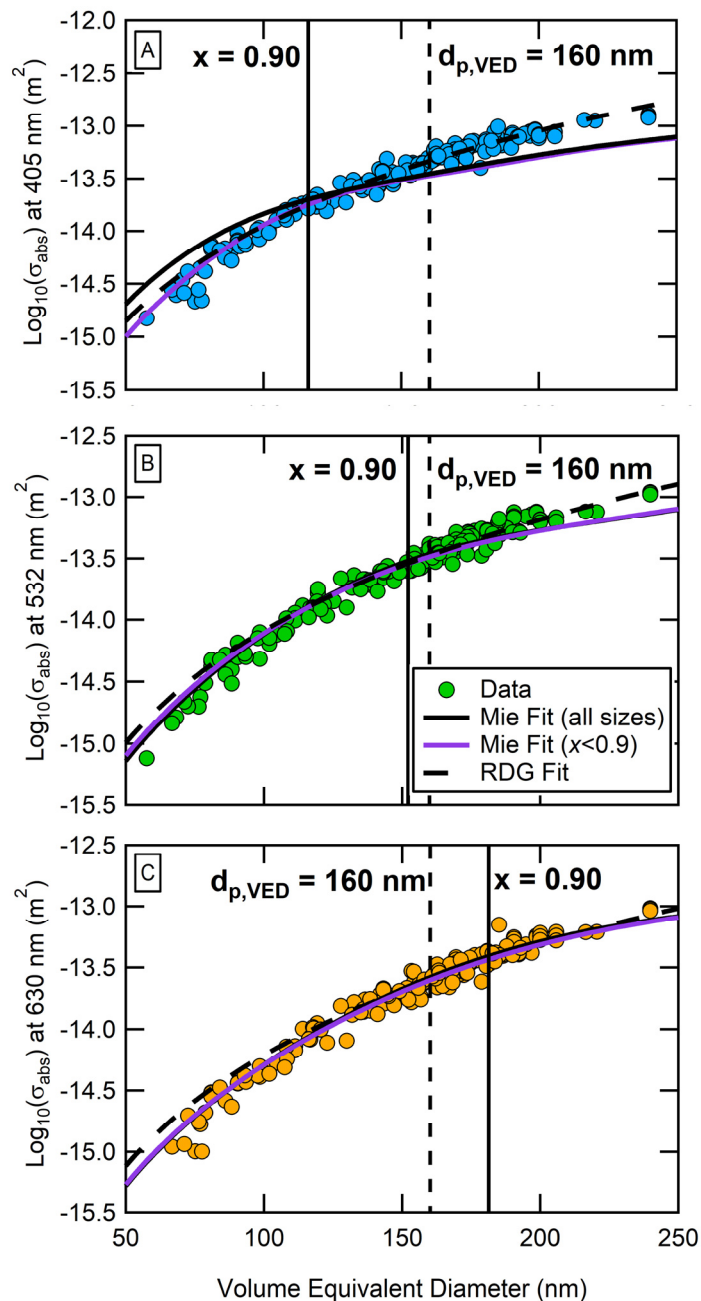 A
x = 0.90
d_p,VED = 160 nm
Log10(σabs) at 405 nm (m²)
-12.0
-12.5
-13.0
-13.5
-14.0
-14.5
-15.0
-15.5
B
x = 0.90
d_p,VED = 160 nm
Log10(σabs) at 532 nm (m²)
-12.5
-13.0
-13.5
-14.0
-14.5
-15.0
-15.5
Data
Mie Fit (all sizes)
Mie Fit (x<0.9)
RDG Fit
C
d_p,VED = 160 nm
x = 0.90
Log10(σabs) at 630 nm (m²)
-12.5
-13.0
-13.5
-14.0
-14.5
-15.0
-15.5
50 100 150 200 250
Volume Equivalent Diameter (nm)